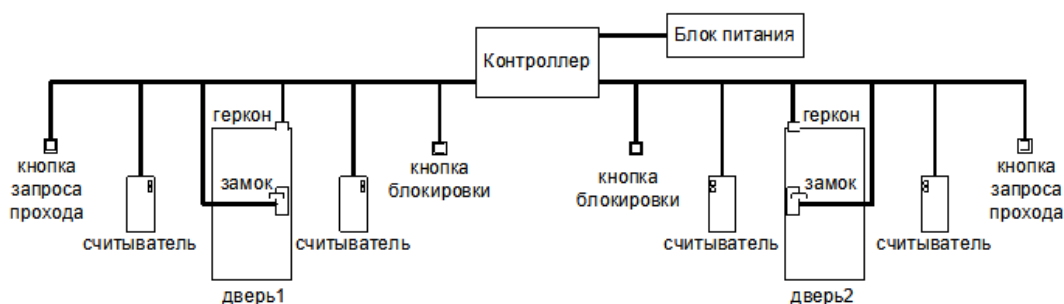 Блок питания
Контроллер
геркон
геркон
кнопка
запроса
прохода
замок
кнопка
блокировки
кнопка
блокировки
замок
кнопка
запроса
прохода
считыватель
считыватель
считыватель
считыватель
дверь1
дверь2